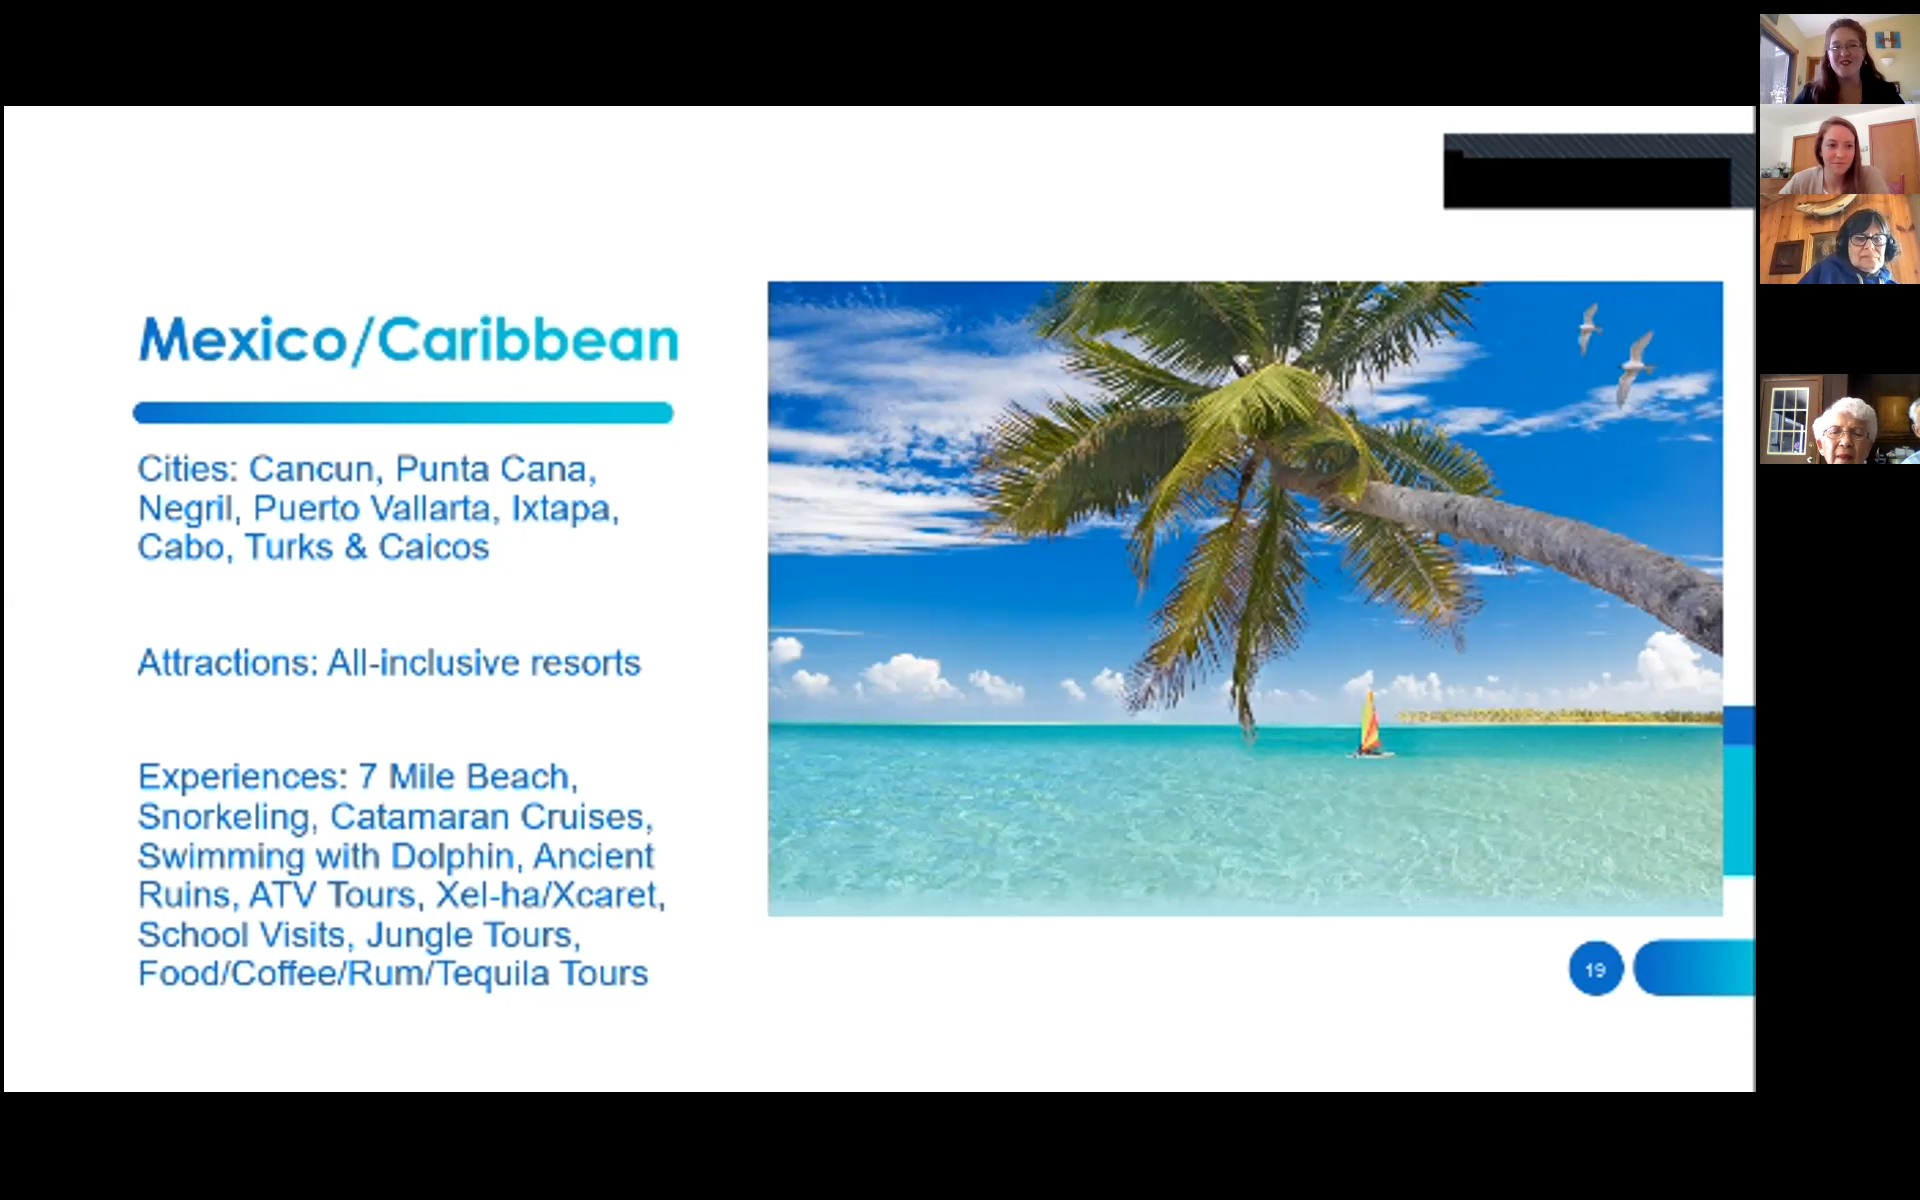 Mexico/Caribbean
Cities: Cancun, Punta Cana,
Negril, Puerto Vallarta, Ixtapa,
Cabo, Turks & Caicos
Attractions: All-inclusive resorts
Experiences: 7 Mile Beach,
Snorkeling, Catamaran Cruises,
Swimming with Dolphin, Ancient
Ruins, ATV Tours, Xel-ha/Xcaret,
School Visits, Jungle Tours,
Food/Coffee/Rum/Tequila Tours
19